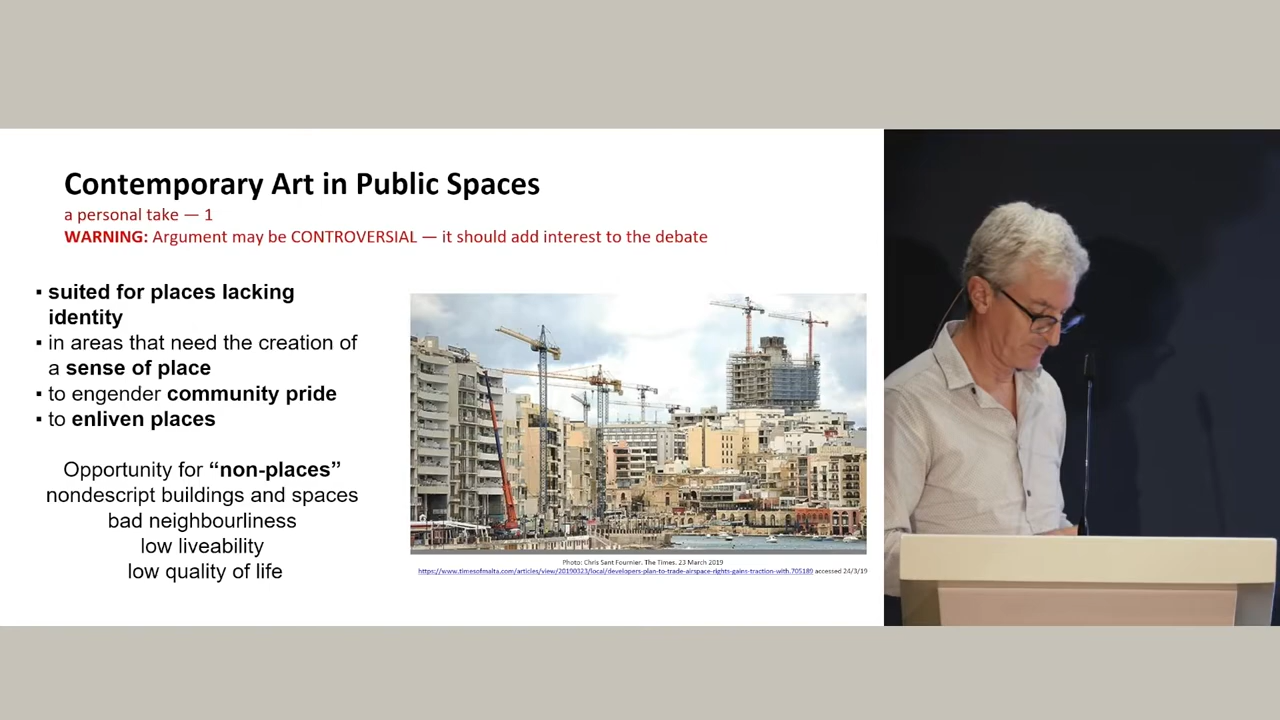 Contemporary Art in Public Spaces
a personal take — 1
WARNING: Argument may be CONTROVERSIAL — it should add interest to the debate
▪ suited for places lacking
identity
▪ in areas that need the creation of
a sense of place
▪ to engender community pride
▪ to enliven places
Opportunity for “non-places”
nondescript buildings and spaces
bad neighbourliness
low liveability
low quality of life
Photo: Chris Sant Fournier. The Times. 23 March 2019
https://www.timesofmalta.com/articles/view/20190323/local/developers-plan-to-trade-airspace-rights-gains-traction-with.705189 accessed 24/3/19